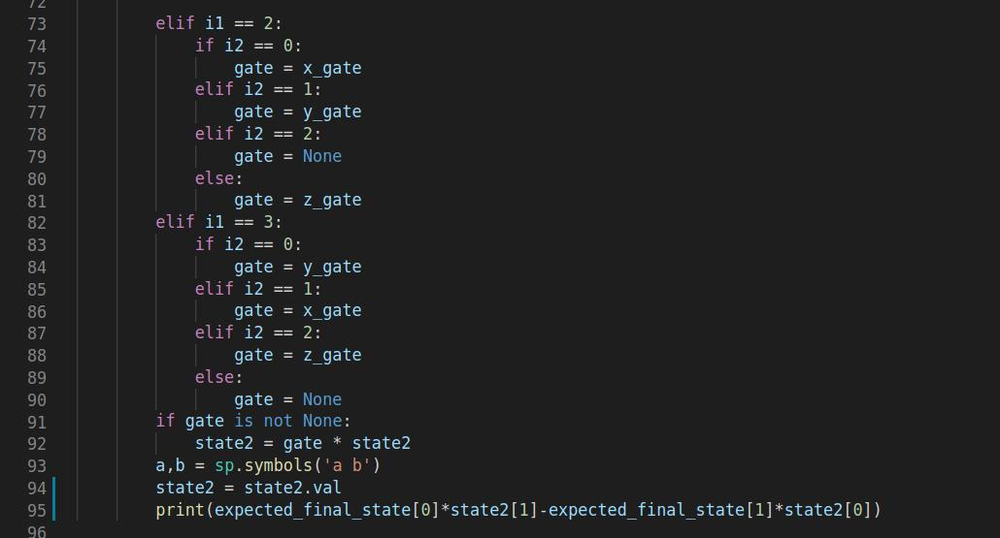 72
73 elif i1 == 2:
74 if i2 == 0:
75 gate = x_gate
76 elif i2 == 1:
77 gate = y_gate
78 elif i2 == 2:
79 gate = None
80 else:
81 gate = z_gate
82 elif i1 == 3:
83 if i2 == 0:
84 gate = y_gate
85 elif i2 == 1:
86 gate = x_gate
87 elif i2 == 2:
88 gate = z_gate
89 else:
90 gate = None
91 if gate is not None:
92 state2 = gate * state2
93 a,b = sp.symbols('a b')
94 state2 = state2.val
95 print(expected_final_state[0]*state2[1]-expected_final_state[1]*state2[0])
96